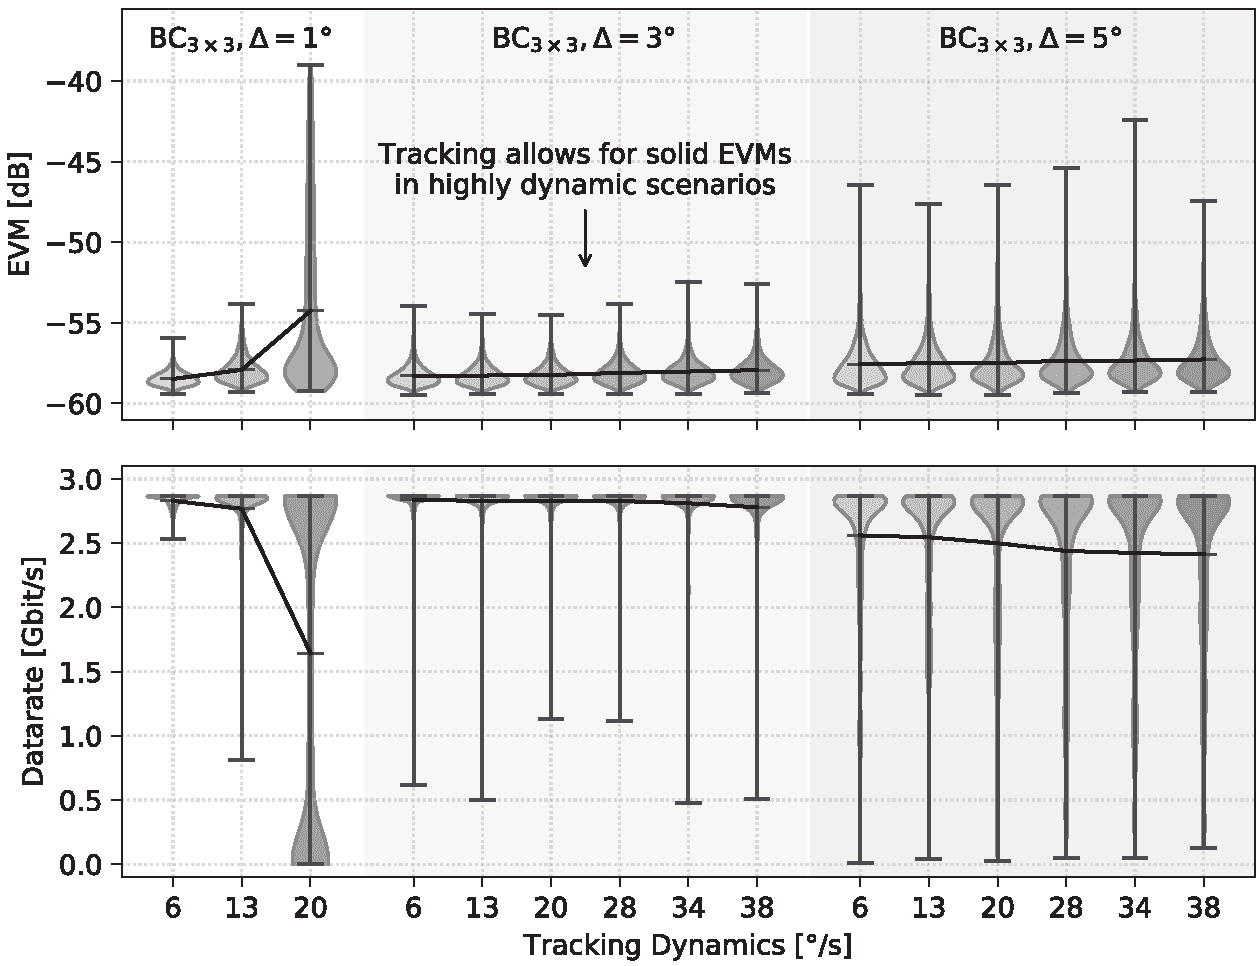 BC3×3, Δ = 1° BC3×3, Δ = 3° BC3×3, Δ = 5°
−40
−45
−50
−55
−60
EVM [dB]
Tracking allows for solid EVMs
in highly dynamic scenarios
3.0
2.5
2.0
1.5
1.0
0.5
0.0
Datarate [Gbit/s]
6 13 20 6 13 20 28 34 38 6 13 20 28 34 38
Tracking Dynamics [°/s]